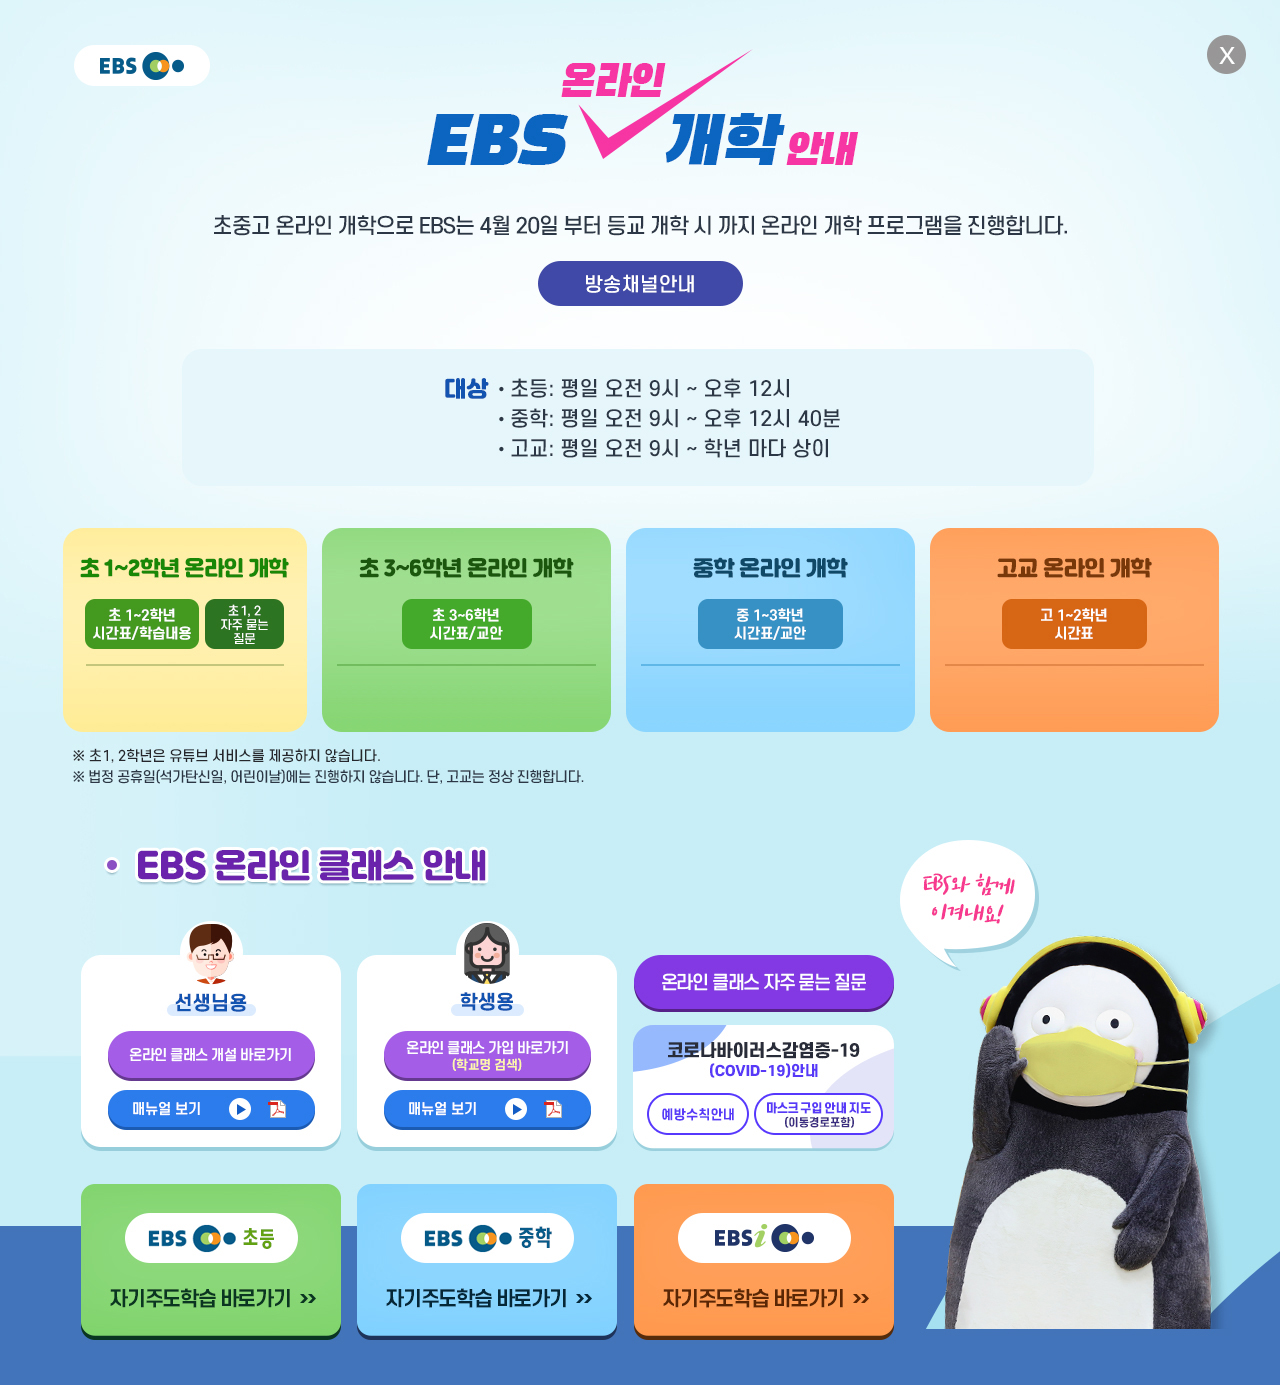 EBS
X
온라인
EBS 개학 안내
초중고 온라인 개학으로 EBS는 4월 20일 부터 등교 개학 시 까지 온라인 개학 프로그램을 진행합니다.
방송채널안내
대상 • 초등: 평일 오전 9시 ~ 오후 12시
• 중학: 평일 오전 9시 ~ 오후 12시 40분
• 고교: 평일 오전 9시 ~ 학년 마다 상이
초 1~2학년 온라인 개학
초 1~2학년
시간표/학습내용
초1, 2
자주 묻는
질문
초 3~6학년 온라인 개학
초 3~6학년
시간표/교안
중학 온라인 개학
중 1~3학년
시간표/교안
고교 온라인 개학
고 1~2학년
시간표
※ 초1, 2학년은 유튜브 서비스를 제공하지 않습니다.
※ 법정 공휴일(석가탄신일, 어린이날)에는 진행하지 않습니다. 단, 고교는 정상 진행합니다.
• EBS 온라인 클래스 안내
EBS와 함께
이겨내요!
선생님용
온라인 클래스 개설 바로가기
매뉴얼 보기
학생용
온라인 클래스 가입 바로가기
(학교명 검색)
매뉴얼 보기
온라인 클래스 자주 묻는 질문
코로나바이러스감염증-19
(COVID-19)안내
예방수칙안내
마스크 구입 안내 지도
(이동경로포함)
EBS 초등
자기주도학습 바로가기 >>
EBS 중학
자기주도학습 바로가기 >>
EBSi
자기주도학습 바로가기 >>